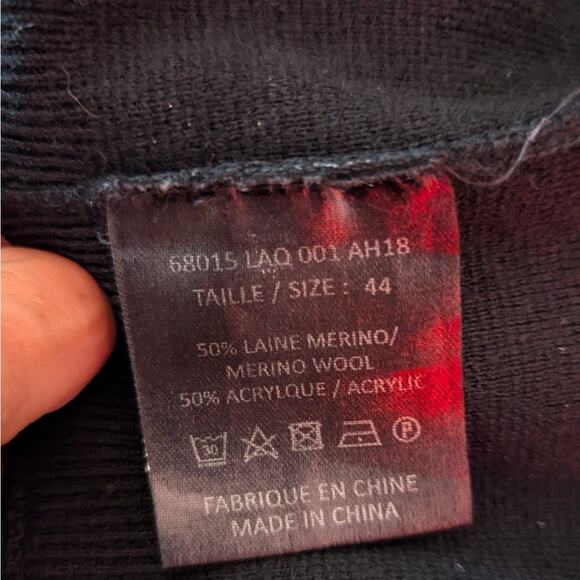 68015 LAQ 001 AH18
TAILLE / SIZE : 44
50% LAINE MERINO/
MERINO WOOL
50% ACRYLQUE / ACRYLIC
30
P
FABRIQUE EN CHINE
MADE IN CHINA